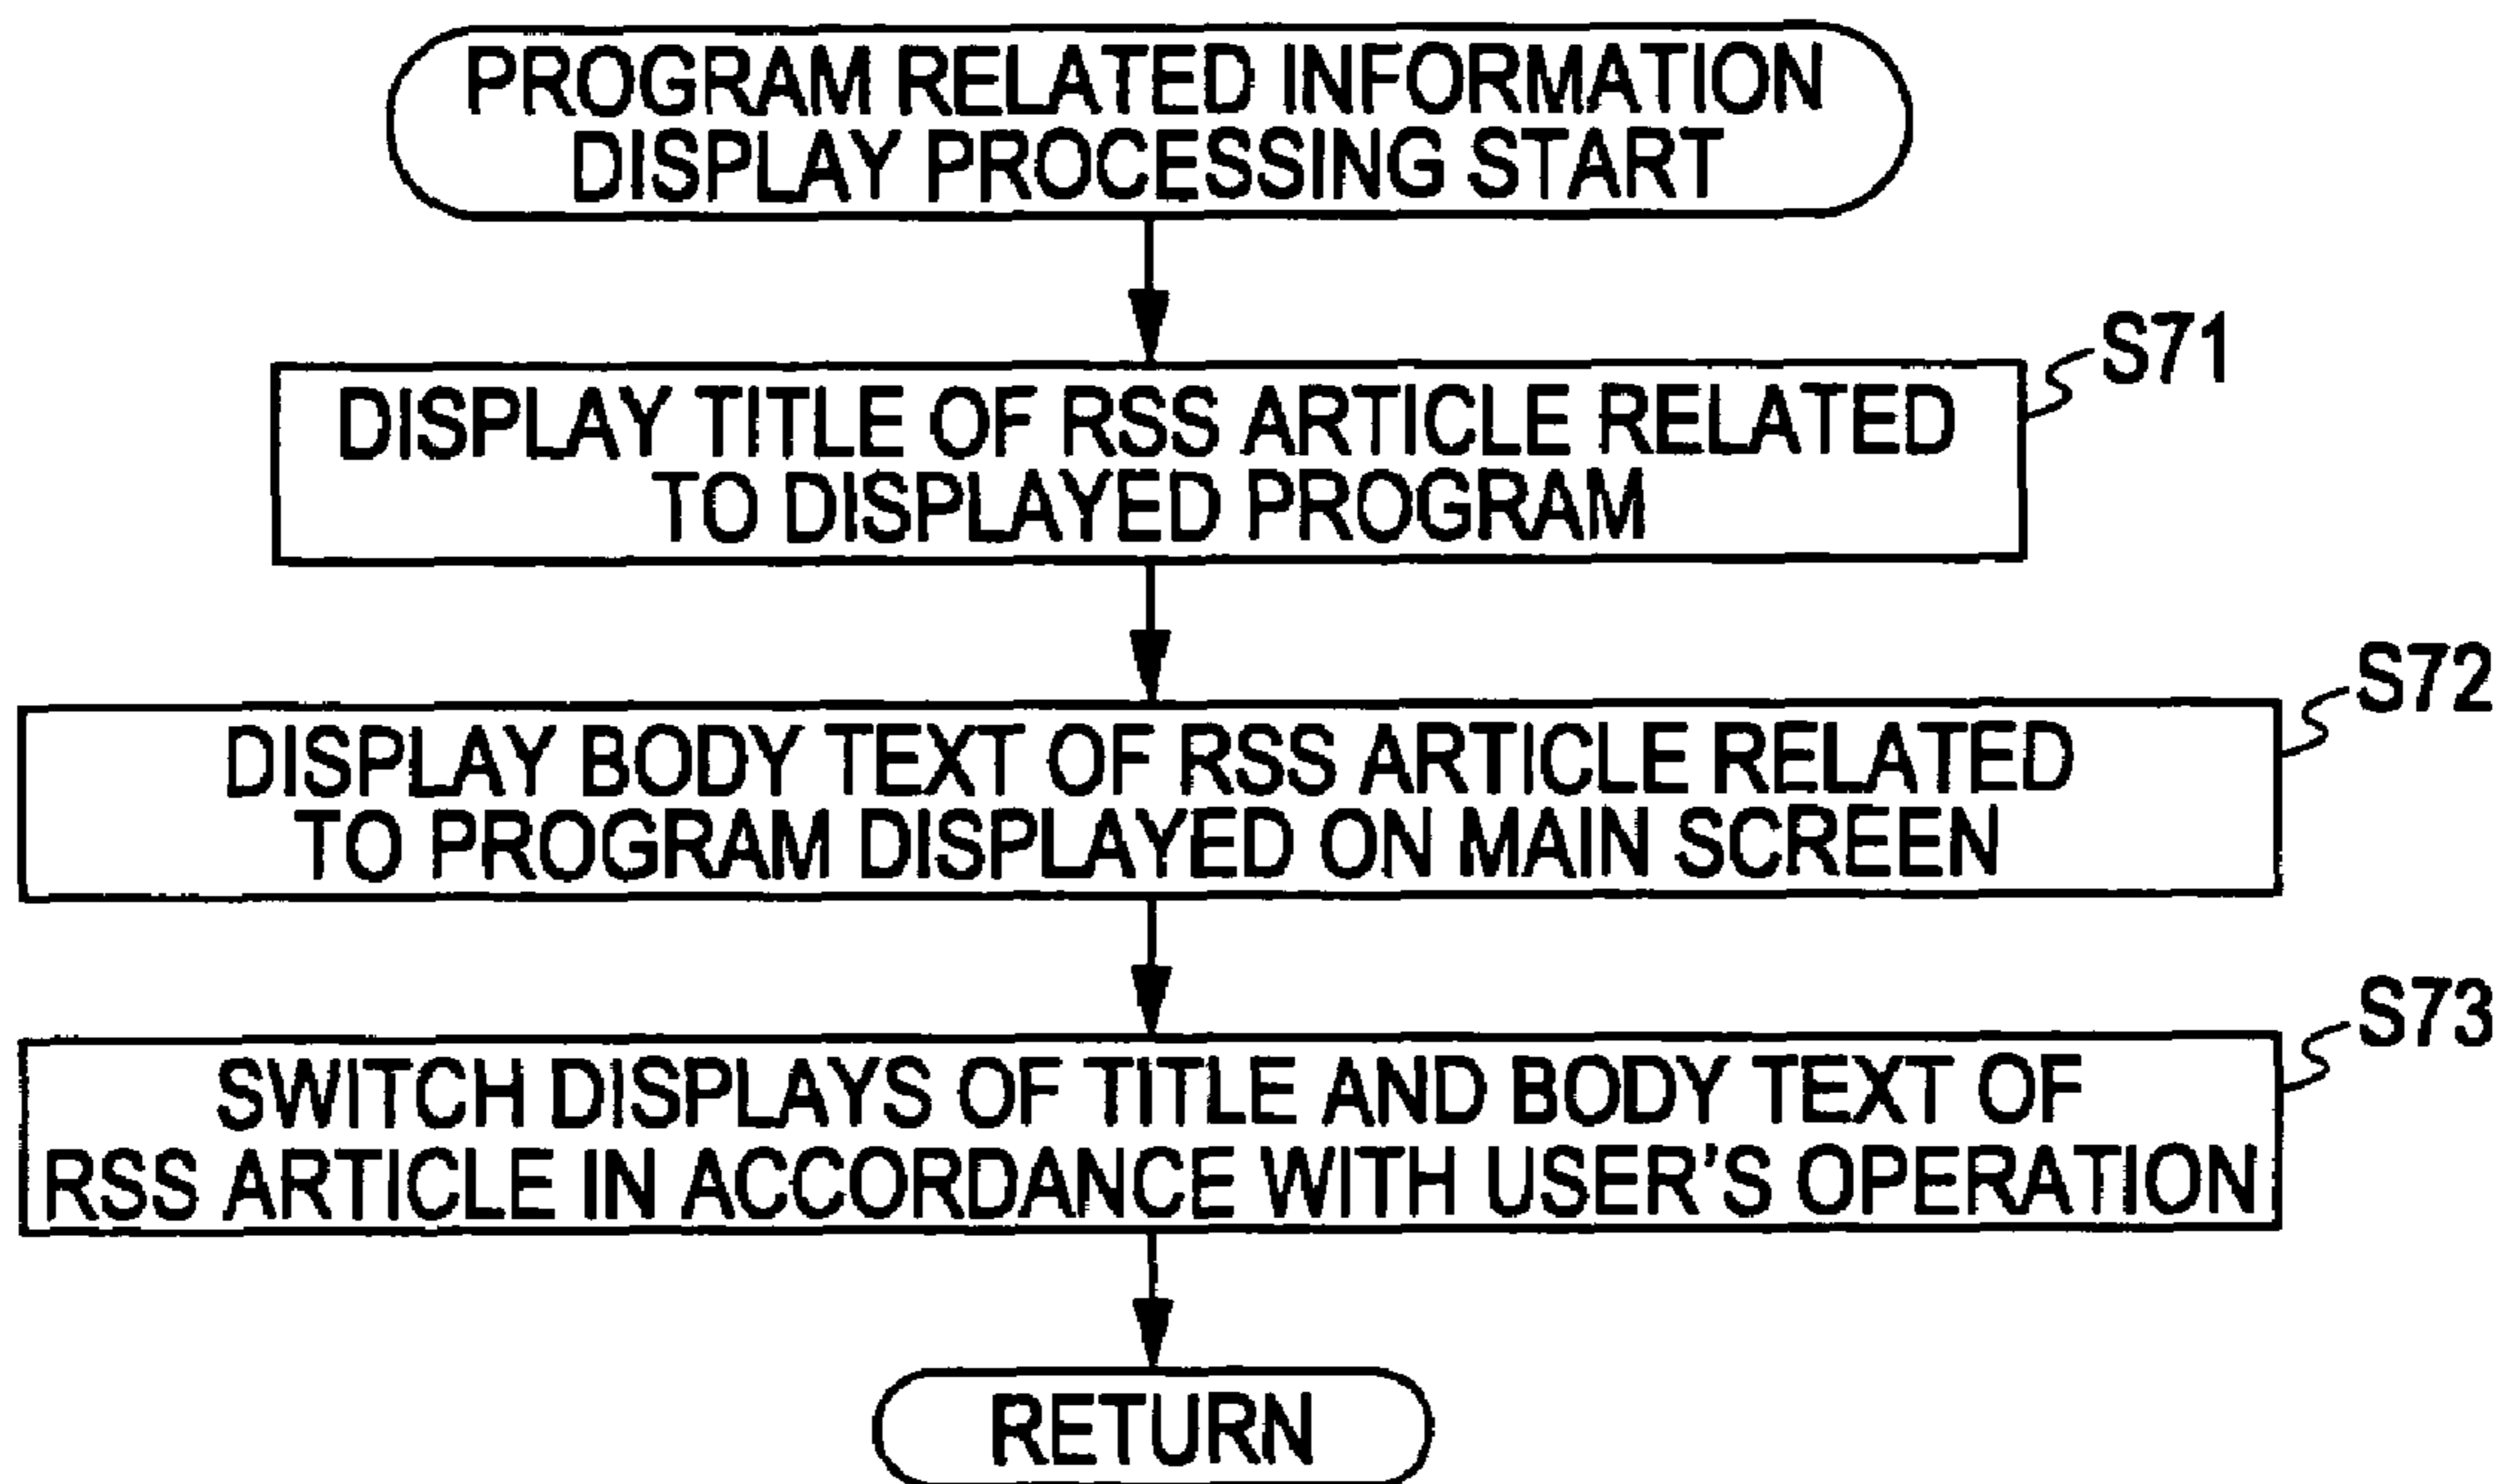 PROGRAM RELATED INFORMATION
DISPLAY PROCESSING START
S71
DISPLAY TITLE OF RSS ARTICLE RELATED
TO DISPLAYED PROGRAM
S72
DISPLAY BODY TEXT OF RSS ARTICLE RELATED
TO PROGRAM DISPLAYED ON MAIN SCREEN
S73
SWITCH DISPLAYS OF TITLE AND BODY TEXT OF
RSS ARTICLE IN ACCORDANCE WITH USER'S OPERATION
RETURN